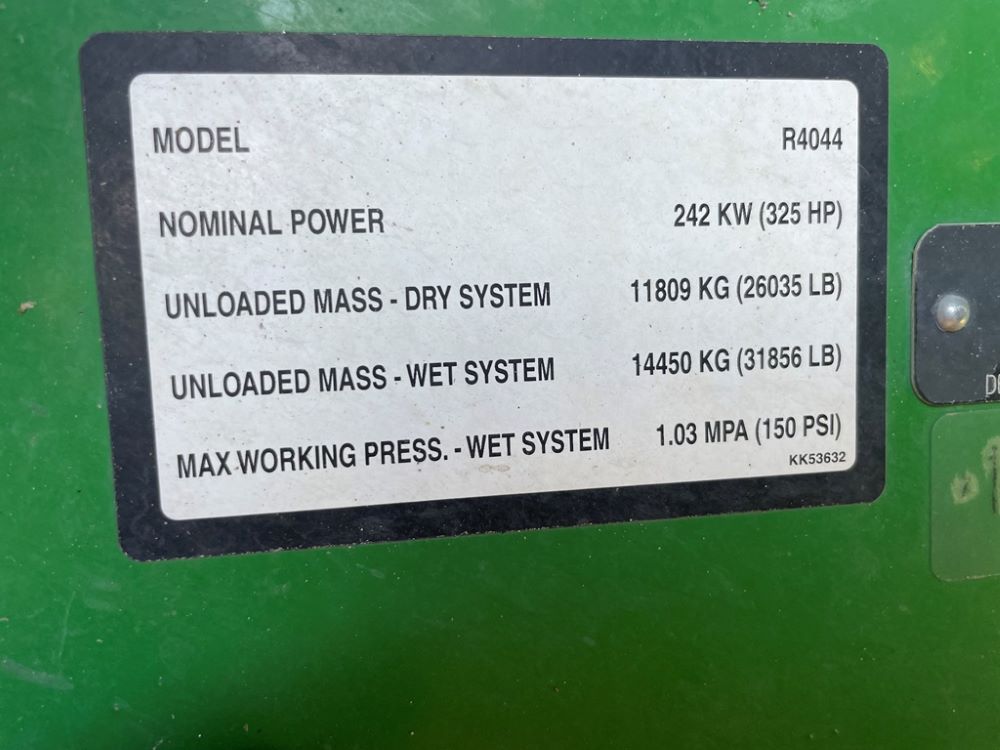 MODEL R4044
NOMINAL POWER 242 KW (325 HP)
UNLOADED MASS - DRY SYSTEM 11809 KG (26035 LB)
UNLOADED MASS - WET SYSTEM 14450 KG (31856 LB)
MAX WORKING PRESS. - WET SYSTEM 1.03 MPA (150 PSI)
KK53632